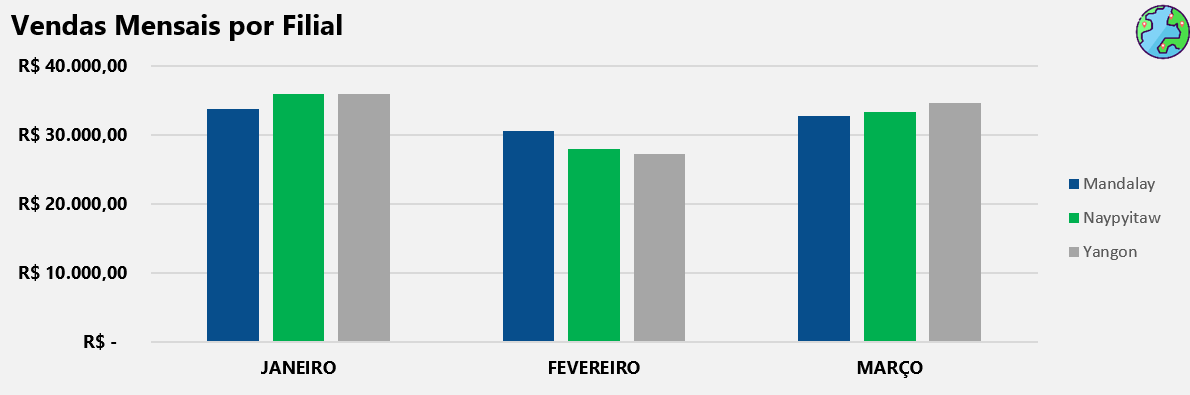 Vendas Mensais por Filial
R$ 40.000,00
R$ 30.000,00
R$ 20.000,00
R$ 10.000,00
R$ -
JANEIRO
FEVEREIRO
MARÇO
Mandalay
Naypyitaw
Yangon